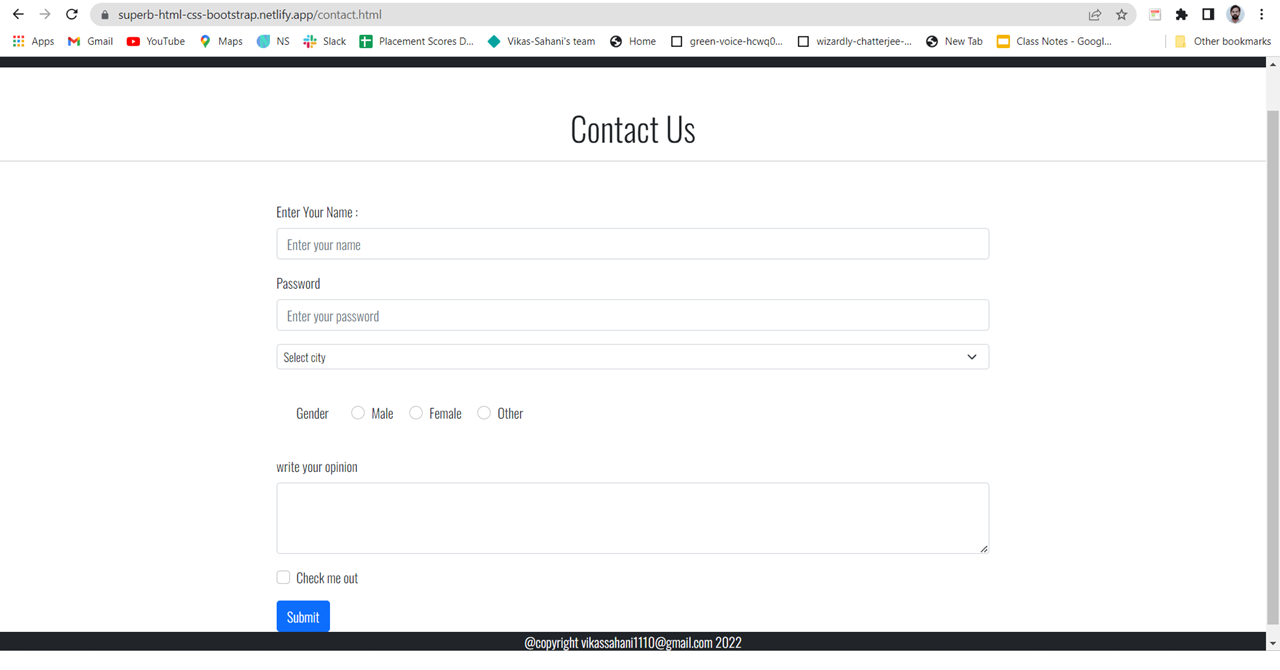 superb-html-css-bootstrap.netlify.app/contact.html
Apps Gmail YouTube Maps NS Slack Placement Scores D... Vikas-Sahani's team Home green-voice-hcwq0... wizardly-chatterjee-... New Tab Class Notes - Googl... Other bookmarks
Contact Us
Enter Your Name :
Enter your name
Password
Enter your password
Select city
Gender Male Female Other
write your opinion
Check me out
Submit
@copyright vikassahani1110@gmail.com 2022